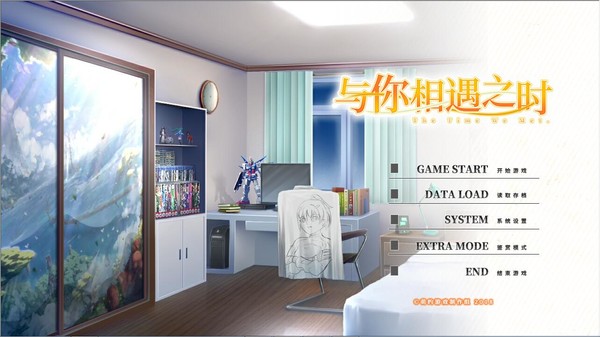 与你相遇之时
The Time We Met.
GAME START 开始游戏
DATA LOAD 读取存档
SYSTEM 系统设置
EXTRA MODE 鉴赏模式
END 结束游戏